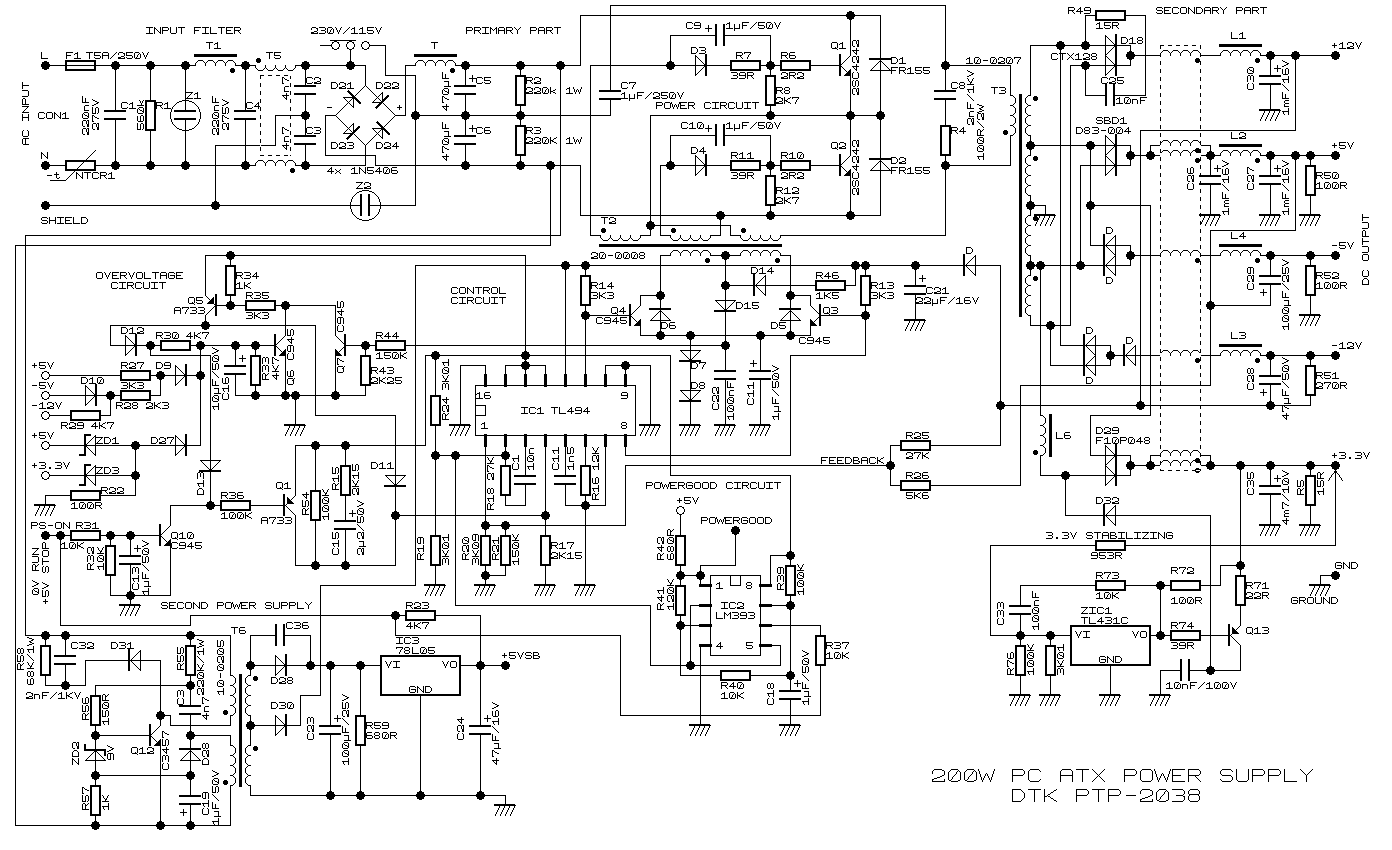 INPUT FILTER
230V/115V
PRIMARY PART
SECONDARY PART
L
F1 T5A/250V
T1
T5
T
C9
1µF/50V
R49
15R
D18
L1
+12V
CTX128
C25
10nF
C30
1mF/16V
AC INPUT
CON1
220nF
275V
C1
560K
R1
Z1
220nF
275V
C4
4n7
C2
4n7
C3
D21
D22
D23
D24
-
+
4x 1N5406
470µF
C5
470µF
C6
R2
220k 1W
R3
220K 1W
C7
1µF/250V
D3
R7
39R
R6
2R2
R8
2K7
Q1
2SC4242
D1
FR155
POWER CIRCUIT
C10
1µF/50V
D4
R11
39R
R10
2R2
R12
2K7
Q2
2SC4242
D2
FR155
C8
2nF/1KV
R4
100R/2W
10-0207
T3
SBD1
D83-004
L2
+5V
C26
1mF/16V
C27
1mF/16V
R50
100R
N
-t
NTCR1
Z2
SHIELD
T2
20-0008
D
D
L4
-5V
C29
100µF/25V
R52
100R
DC OUTPUT
OVERVOLTAGE
CIRCUIT
Q5
A733
R34
1K
R35
3K3
CONTROL
CIRCUIT
R14
3K3
Q4
C945
D6
D14
D15
D5
R46
1K5
R13
3K3
Q3
C945
C21
22µF/16V
D
D12
R30 4K7
C945
Q7
R44
150K
R43
2K25
C945
Q6
R33
4K7
10µF/50V
C16
+5V
-5V
-12V
R27
3K3
D9
D10
R28 2K3
R29 4K7
+5V
ZD1
D27
+3.3V
ZD3
R22
100R
D13
R24
3K01
16
9
IC1 TL494
1
8
D7
D8
C22
100nF
C11
1µF/50V
D
D
D
L3
-12V
C28
47µF/50V
R51
270R
L6
D29
F10P048
+3.3V
C35
4m7/10V
R5
15R
D32
3.3V STABILIZING
953R
FEEDBACK
R25
27K
R26
5K6
D11
R18
27K
C1
10n
C11
1n5
R16
12K
R36
100K
Q1
A733
R54
100K
R15
2K15
C15
2µ2/50V
R19
3K01
R20
3K09
R21
150K
R17
2K15
PS-ON
R31
10K
Q10
C945
R32
10K
C13
1µF/50V
0V RUN
+5V STOP
POWERGOOD CIRCUIT
+5V
POWERGOOD
R42
680R
R41
120K
1
8
IC2
LM393
4
5
R39
100K
R37
10K
R40
10K
C18
1µF/50V
SECOND POWER SUPPLY
R23
4K7
IC3
78L05
VI
VO
GND
+5VSB
R58
68K/1W
C32
2nF/1KV
D31
R55
220K/1W
10-0205
T6
C36
D28
D30
C3
4n7
R56
150R
Q12
C3457
ZD2
9V
D28
R57
1K
C19
1µF/50V
C23
100µF/25V
R59
680R
C24
47µF/16V
C33
100nF
R73
10K
R72
100R
R71
22R
ZIC1
TL431C
VI
VO
GND
R74
39R
Q13
R76
100K
3K01
10nF/100V
GND
GROUND
200W PC ATX POWER SUPPLY
DTK PTP-2038